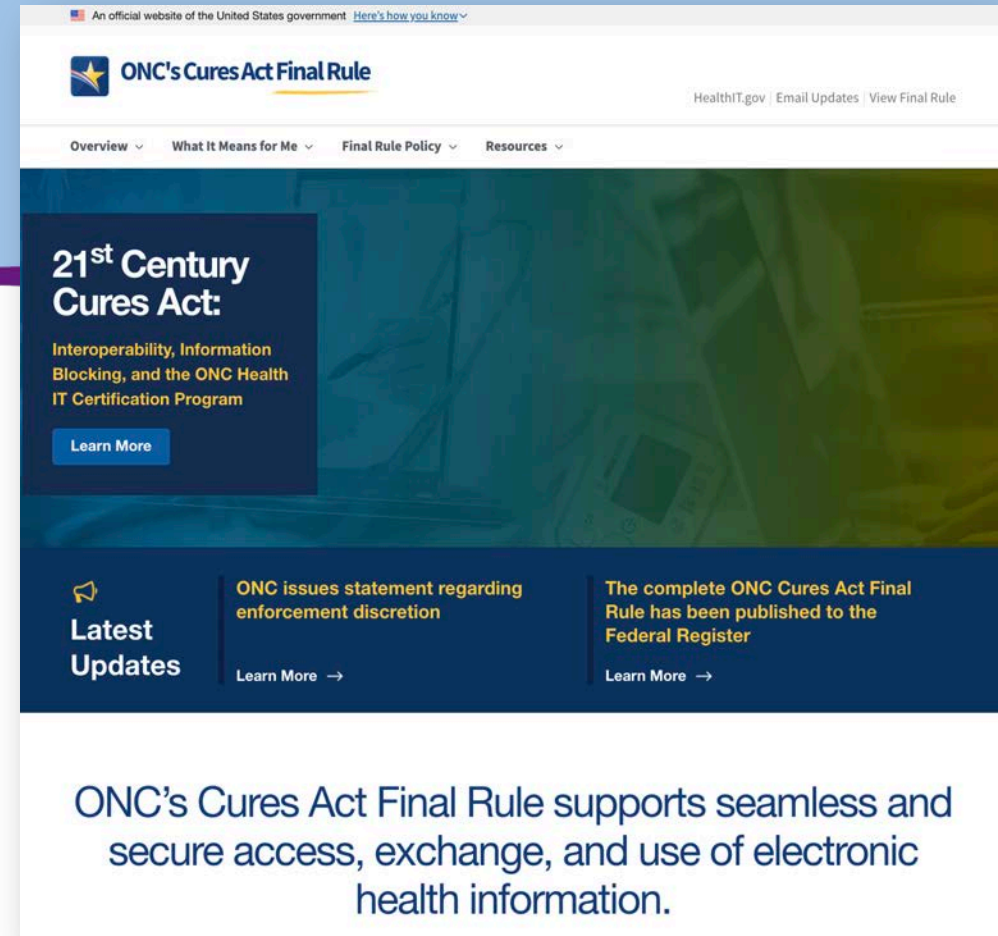 An official website of the United States government Here's how you know
ONC's Cures Act Final Rule
HealthIT.gov | Email Updates | View Final Rule
Overview What It Means for Me Final Rule Policy Resources
21st Century
Cures Act:
Interoperability, Information
Blocking, and the ONC Health
IT Certification Program
Learn More
Latest
Updates
ONC issues statement regarding
enforcement discretion
Learn More →
The complete ONC Cures Act Final
Rule has been published to the
Federal Register
Learn More →
ONC's Cures Act Final Rule supports seamless and
secure access, exchange, and use of electronic
health information.